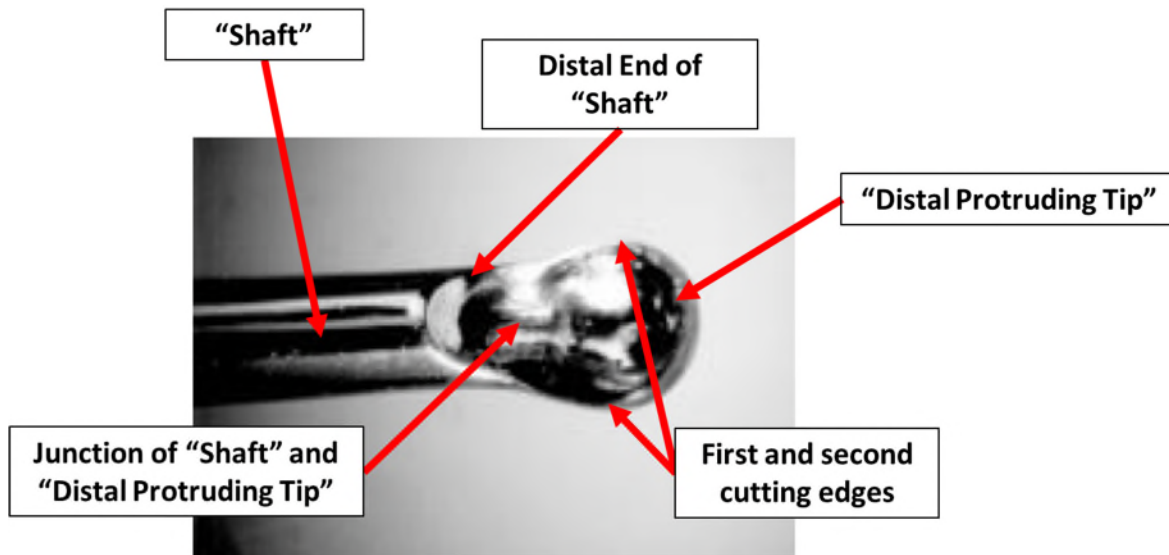 “Shaft”
Distal End of
“Shaft”
“Distal Protruding Tip”
Junction of “Shaft” and
“Distal Protruding Tip”
First and second
cutting edges